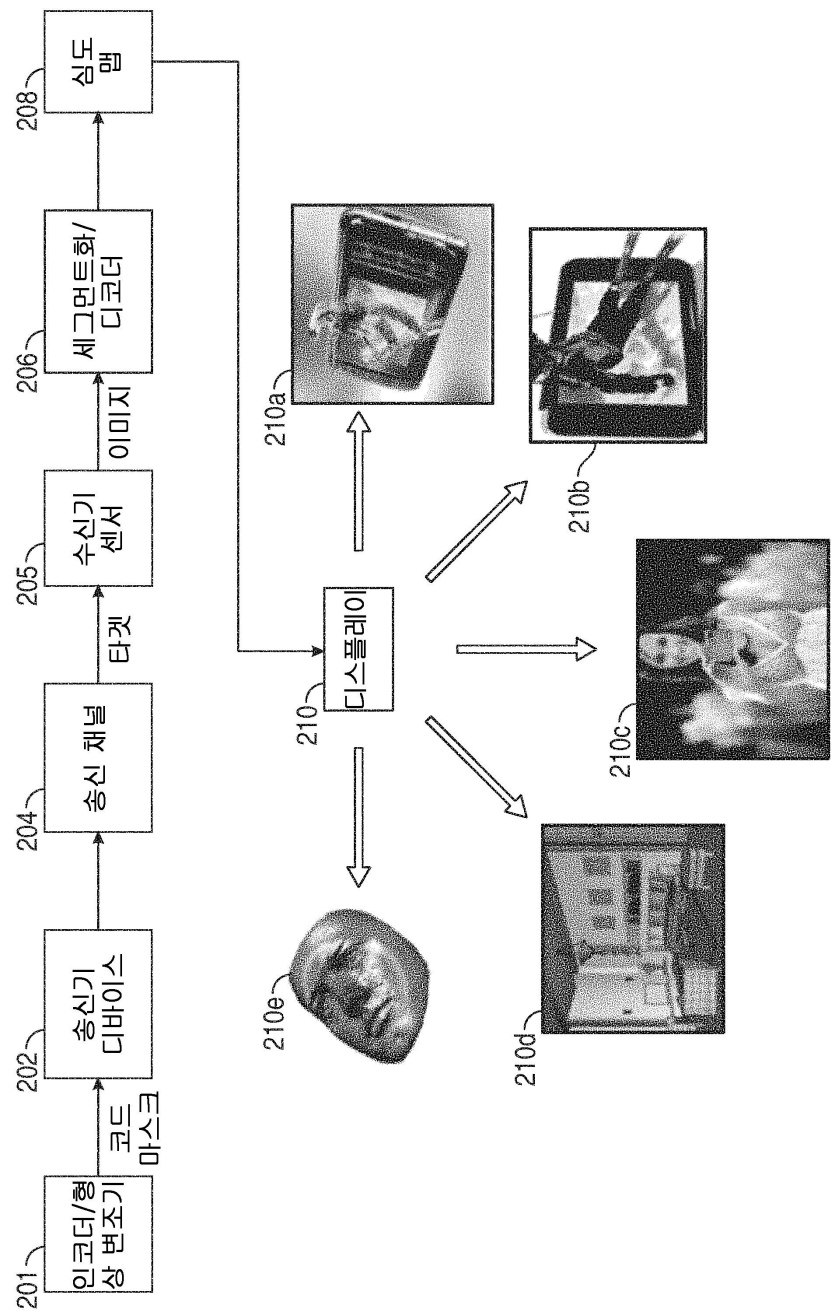 201
인코더/형
상 변조기
코드
마스크
202
송신기
디바이스
204
송신 채널
타겟
205
수신기
센서
이미지
206
세그먼트화/
디코더
208
심도
맵
210
디스플레이
210a
210b
210c
210d
210e